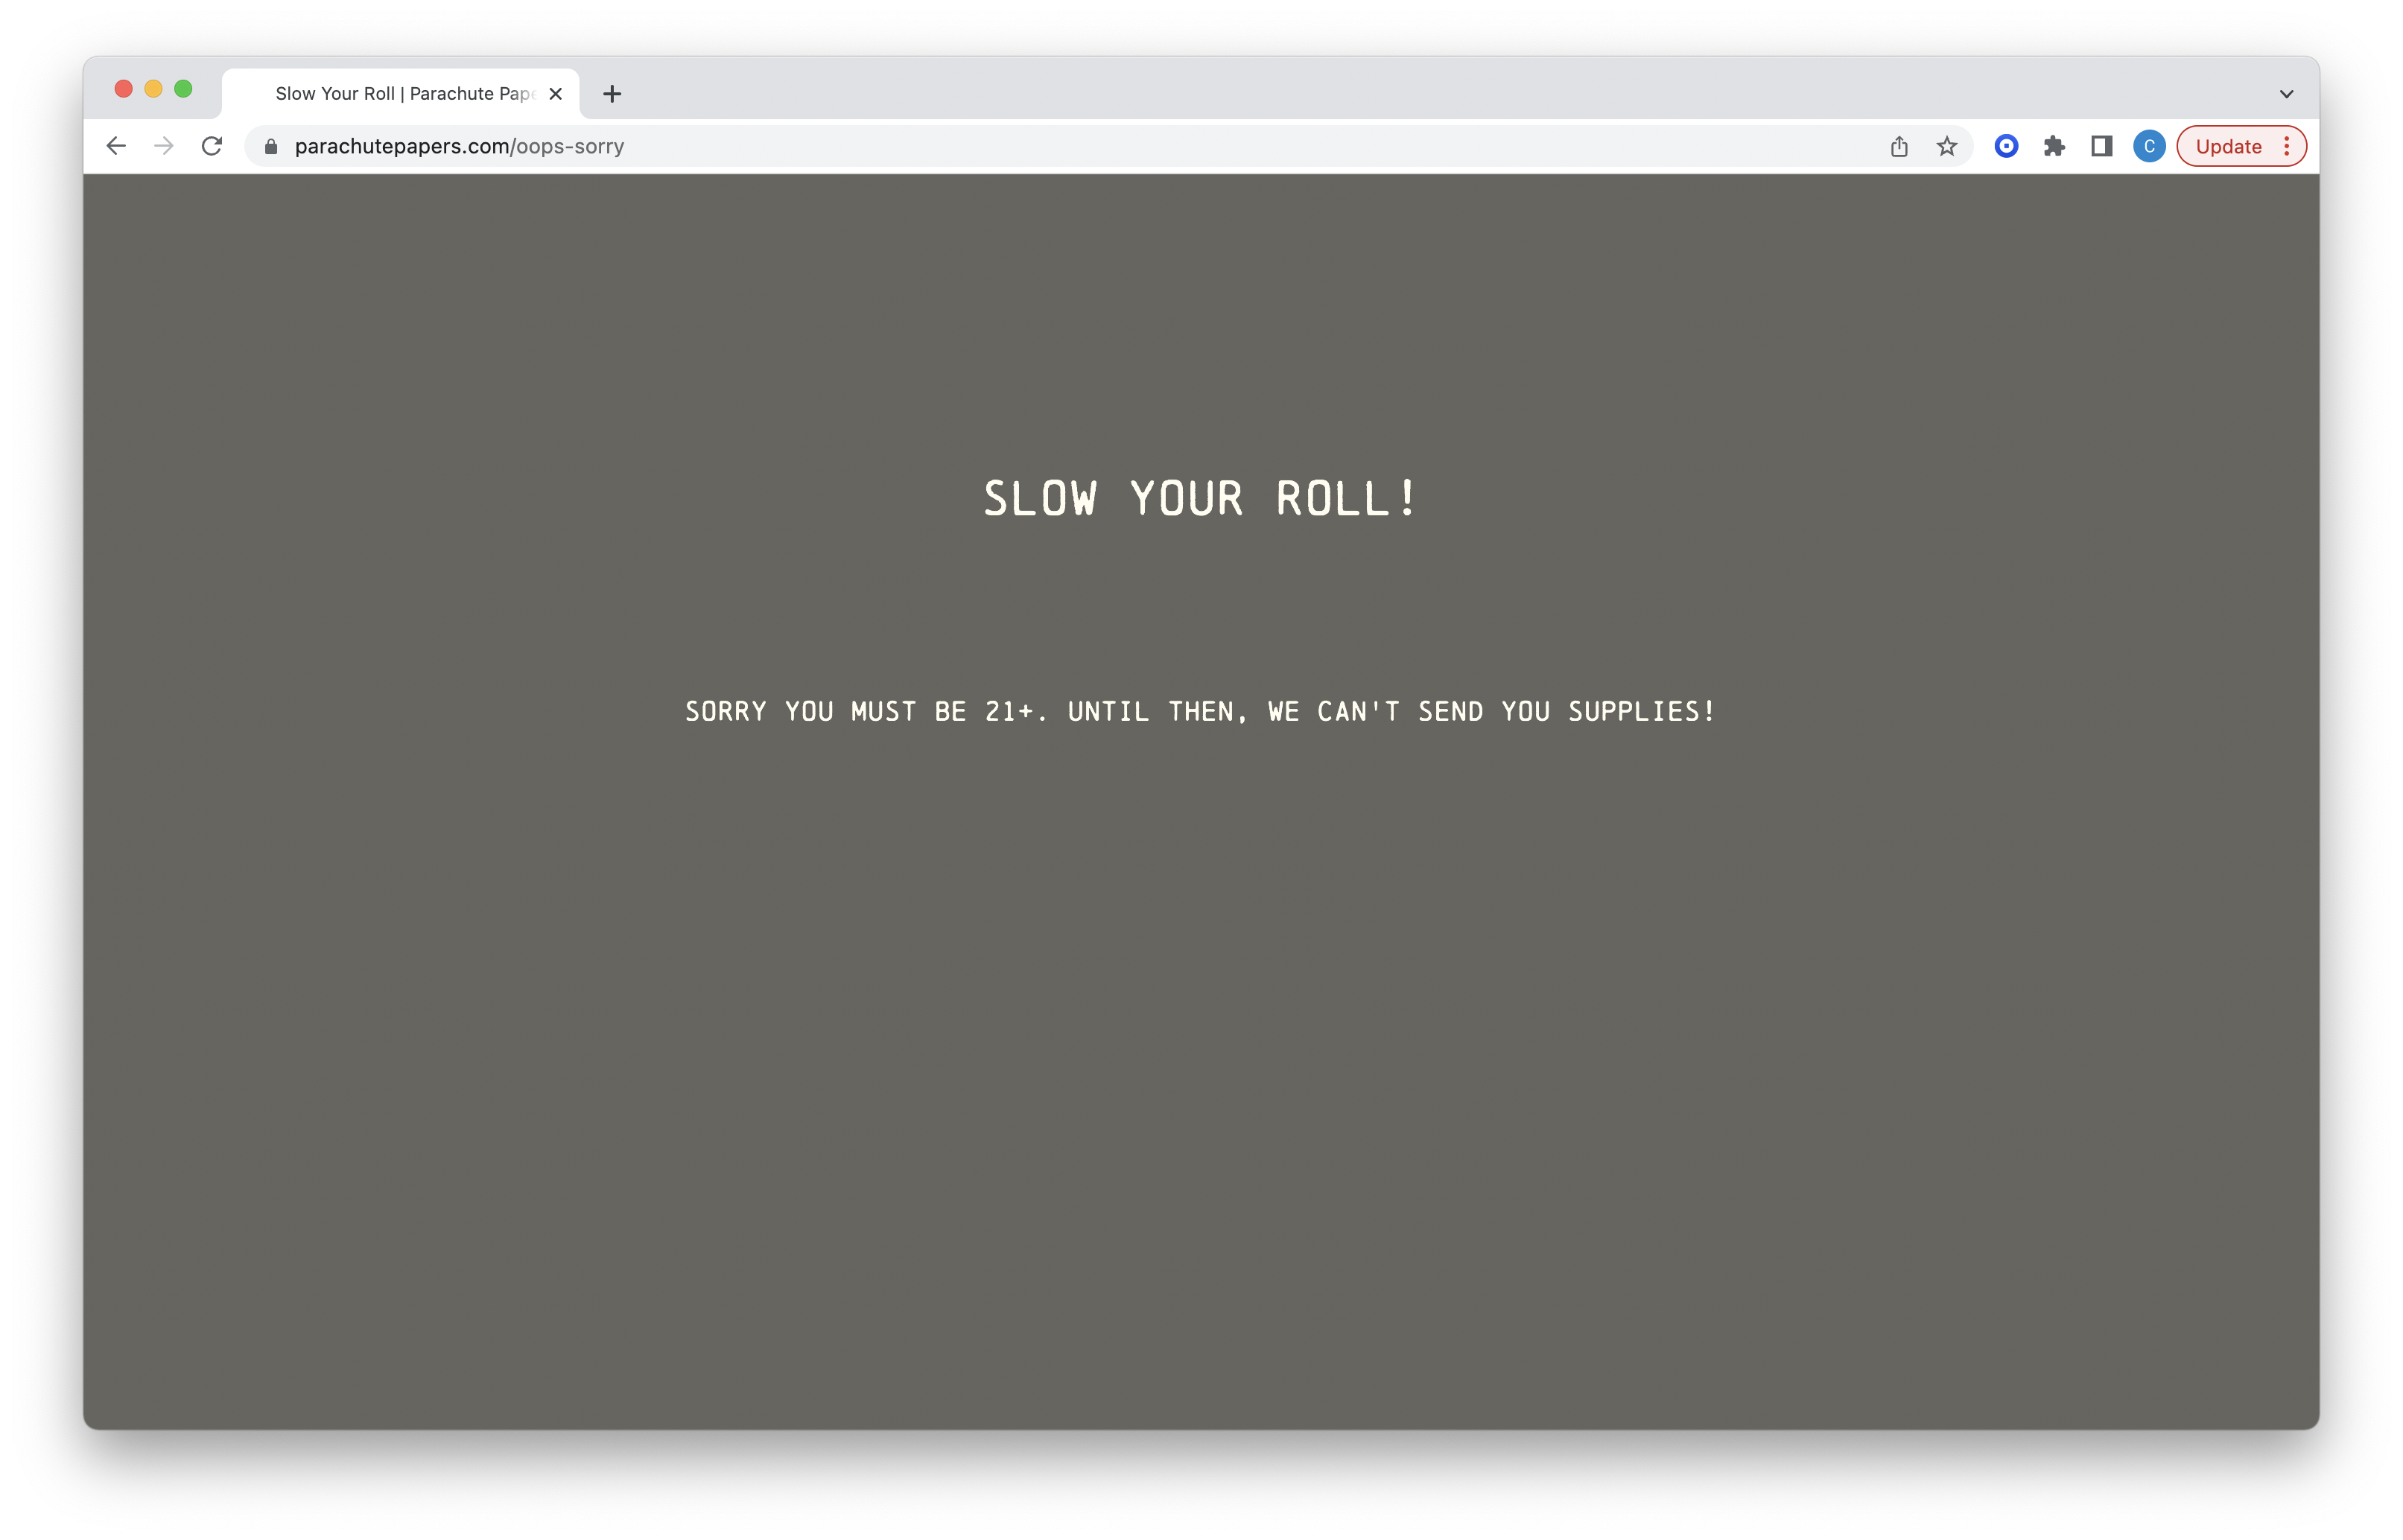 Slow Your Roll | Parachute Pap
parachutepapers.com/oops-sorry
C
Update
SLOW YOUR ROLL!
SORRY YOU MUST BE 21+. UNTIL THEN, WE CAN'T SEND YOU SUPPLIES!